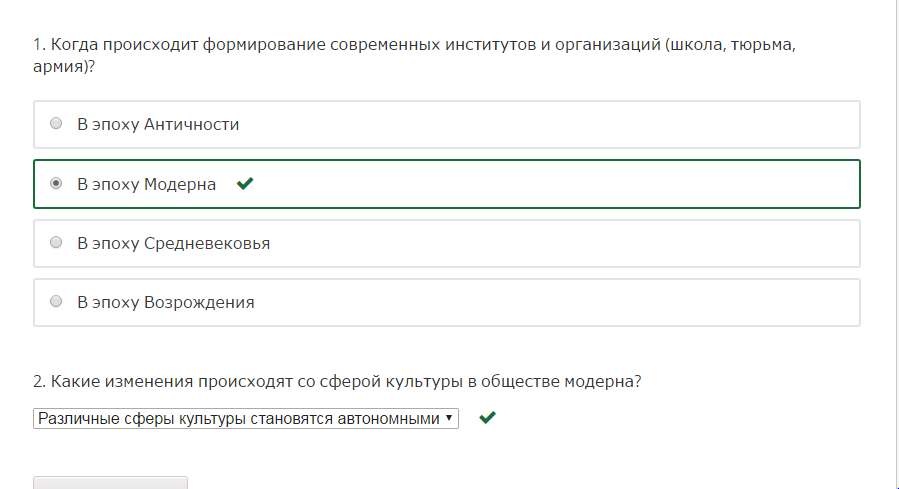 1. Когда происходит формирование современных институтов и организаций (школа, тюрьма,
армия)?
В эпоху Античности
В эпоху Модерна
В эпоху Средневековья
В эпоху Возрождения
2. Какие изменения происходят со сферой культуры в обществе модерна?
Различные сферы культуры становятся автономными